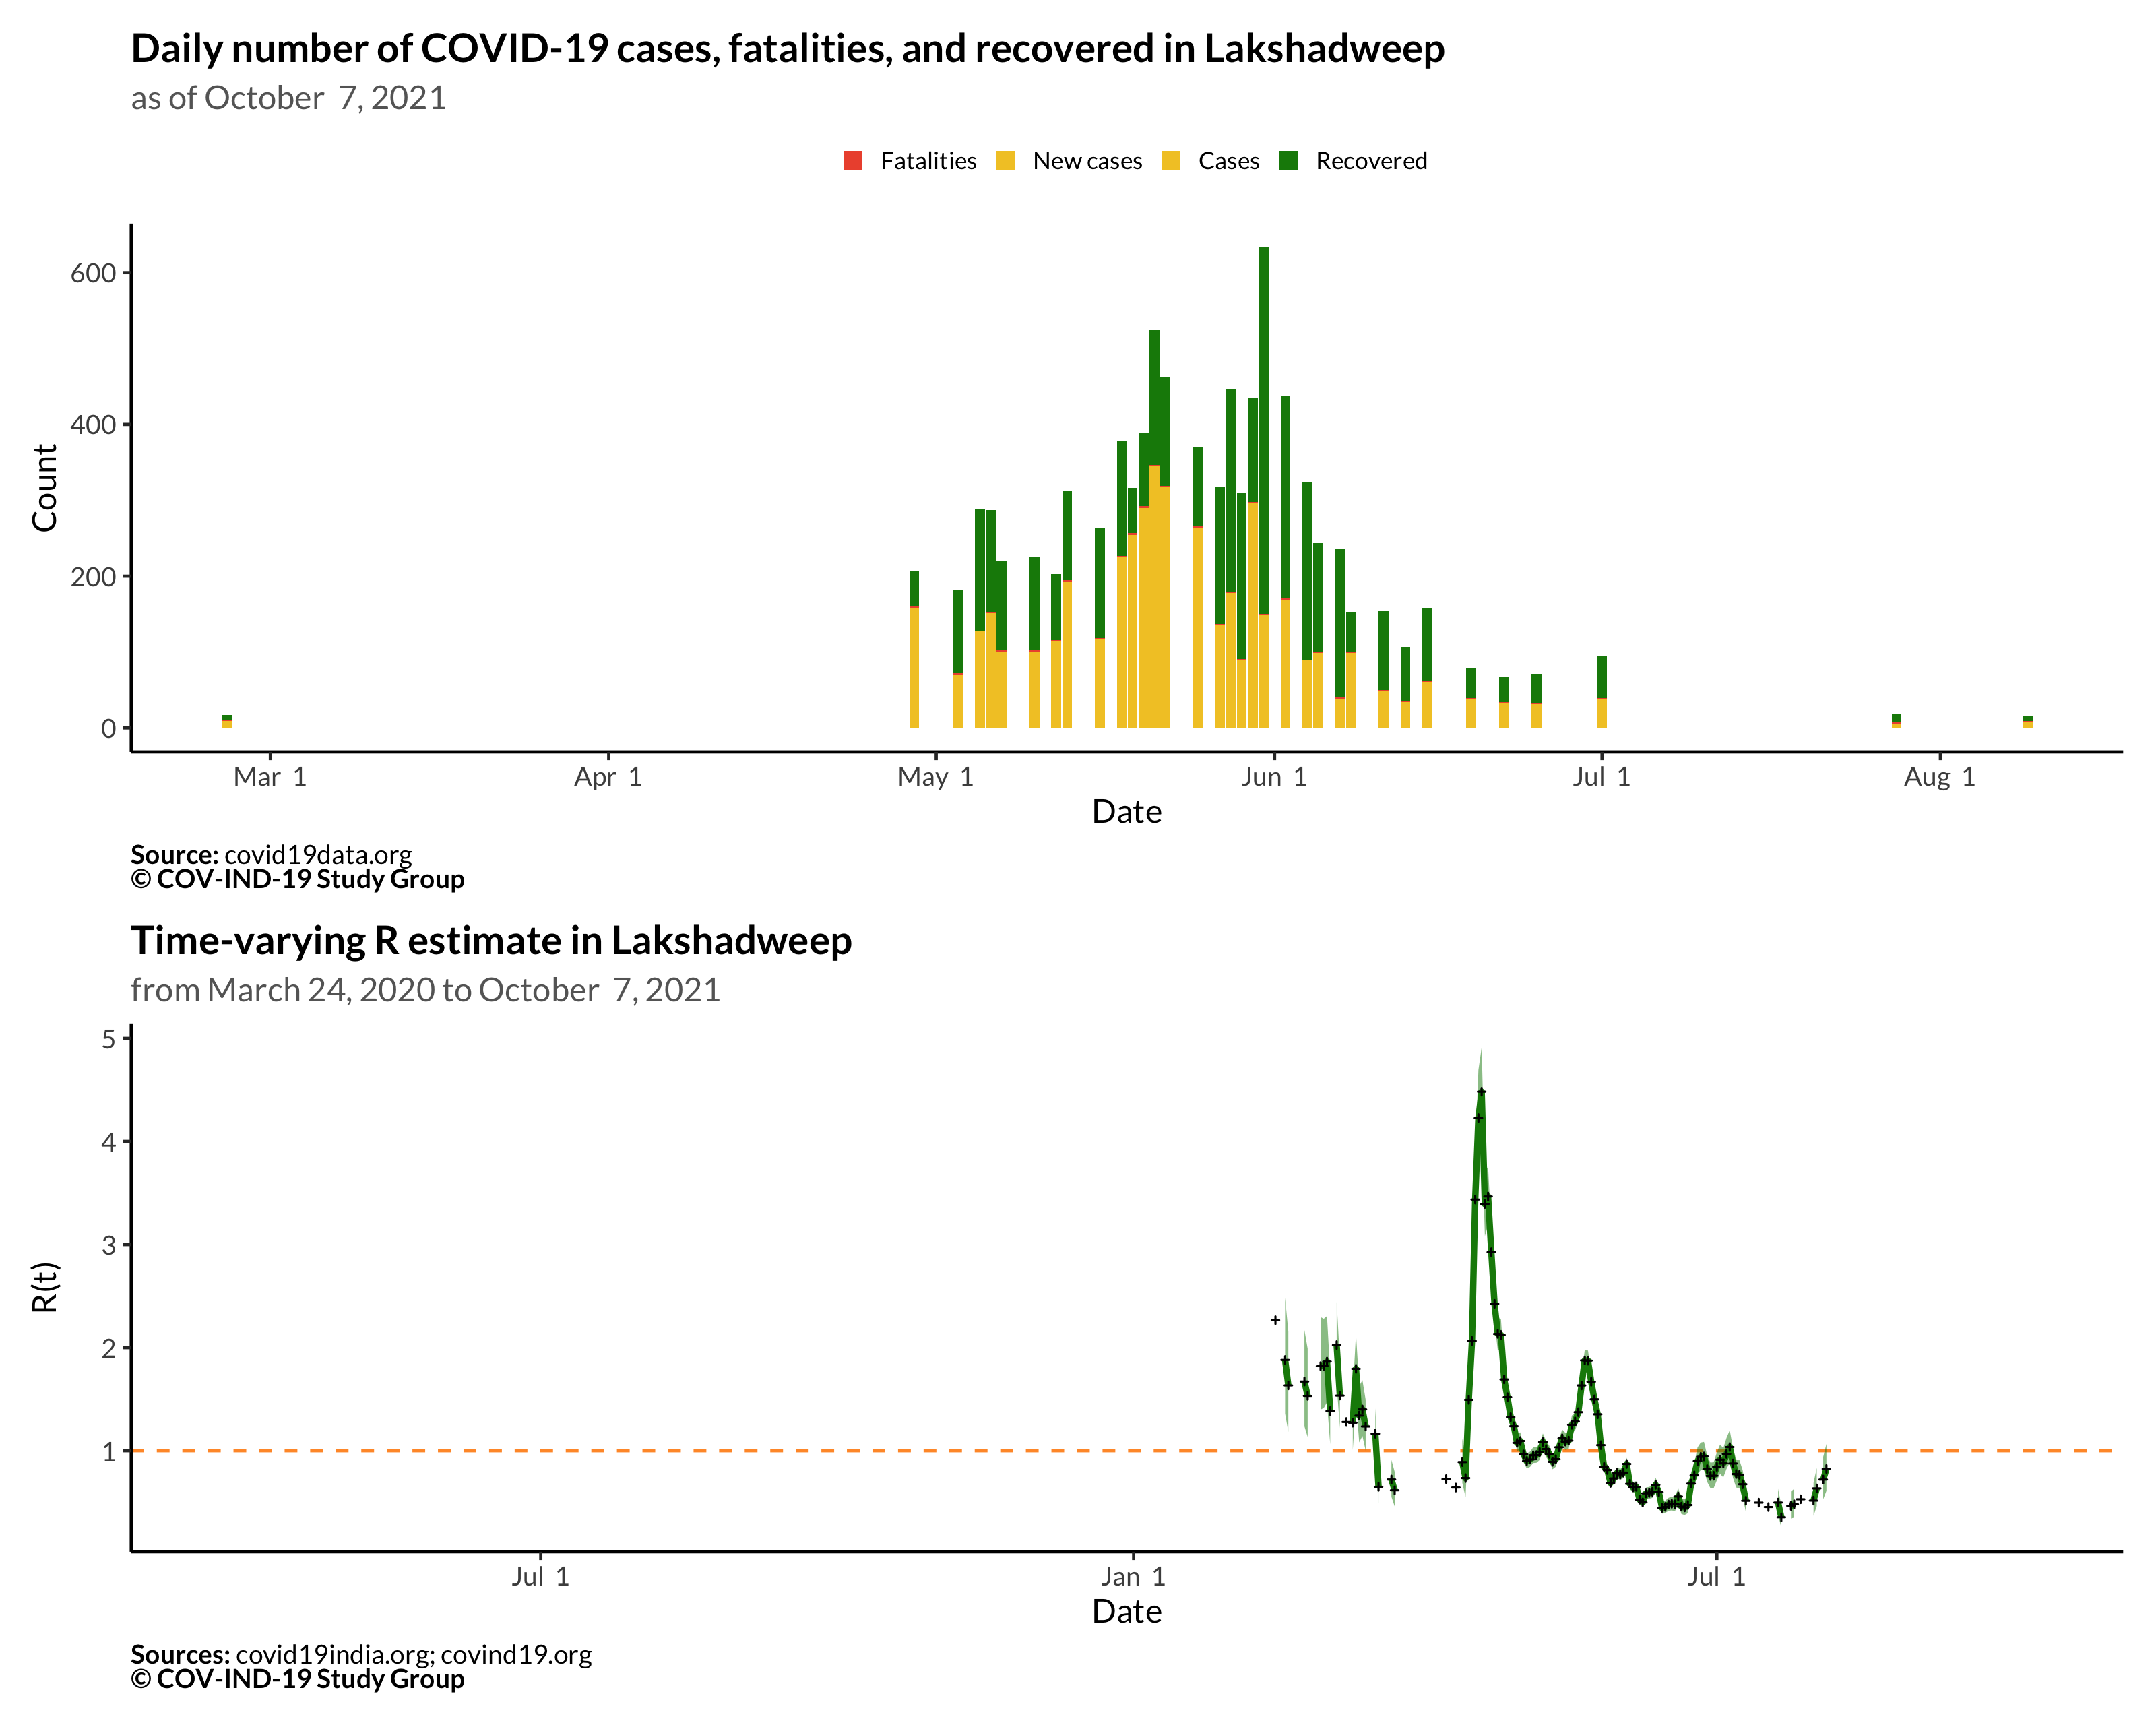 Daily number of COVID-19 cases, fatalities, and recovered in Lakshadweep
as of October  7, 2021
Fatalities New cases Cases Recovered
Count
600
400
200
0
Mar  1 Apr  1 May  1 Jun  1 Jul  1 Aug  1
Date
Source: covid19data.org
© COV-IND-19 Study Group
Time-varying R estimate in Lakshadweep
from March 24, 2020 to October  7, 2021
R(t)
5
4
3
2
1
Jul  1 Jan  1 Jul  1
Date
Sources: covid19india.org; covind19.org
© COV-IND-19 Study Group